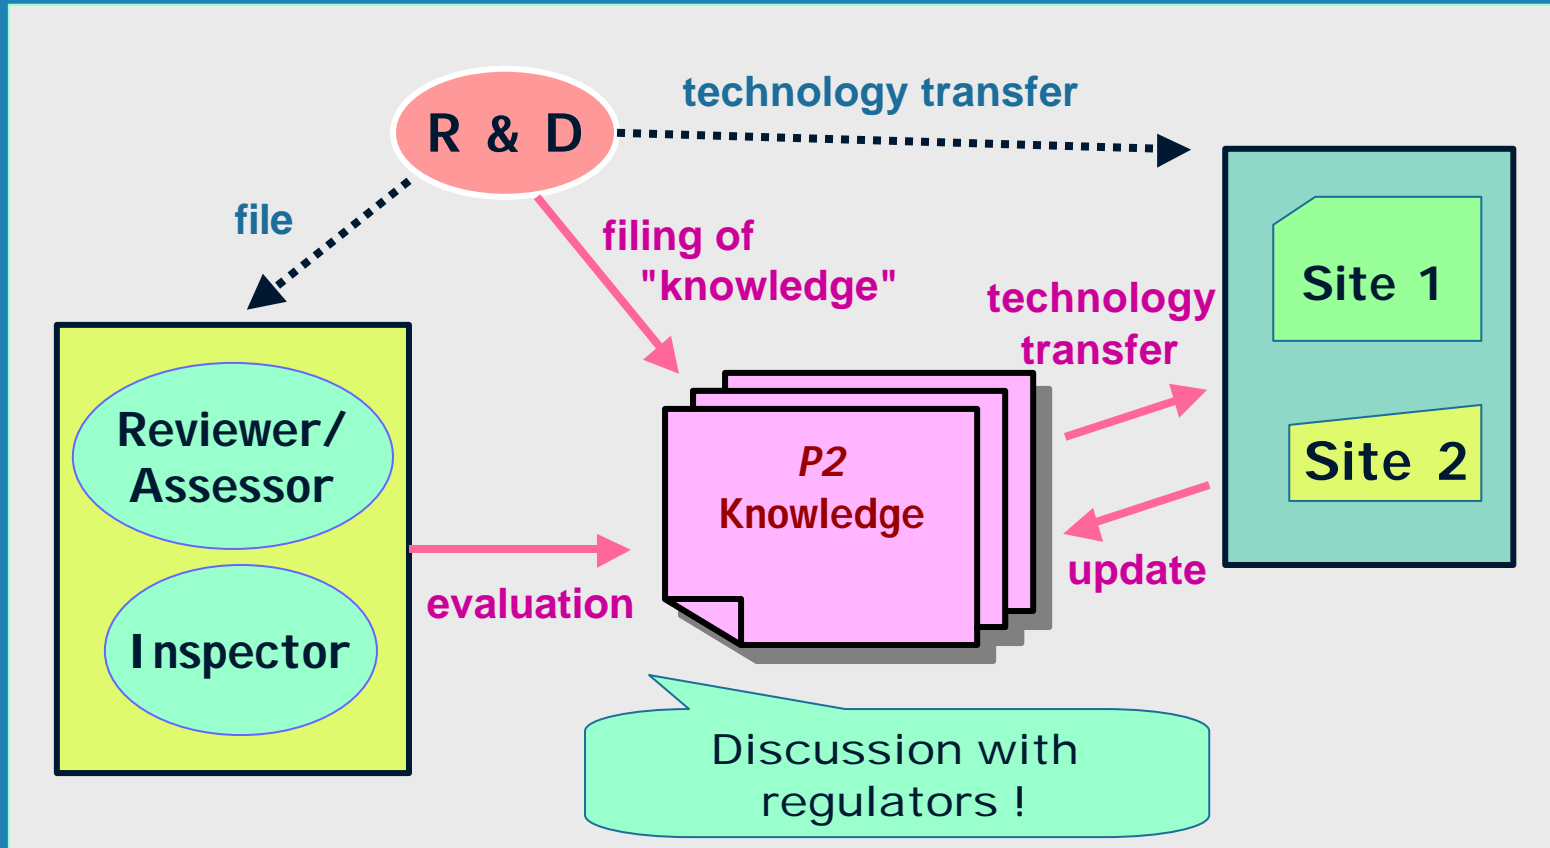 technology transfer
R & D
file
filing of
"knowledge"
technology
transfer
Site 1
Site 2
Reviewer/
Assessor
Inspector
P2
Knowledge
evaluation
update
Discussion with
regulators !